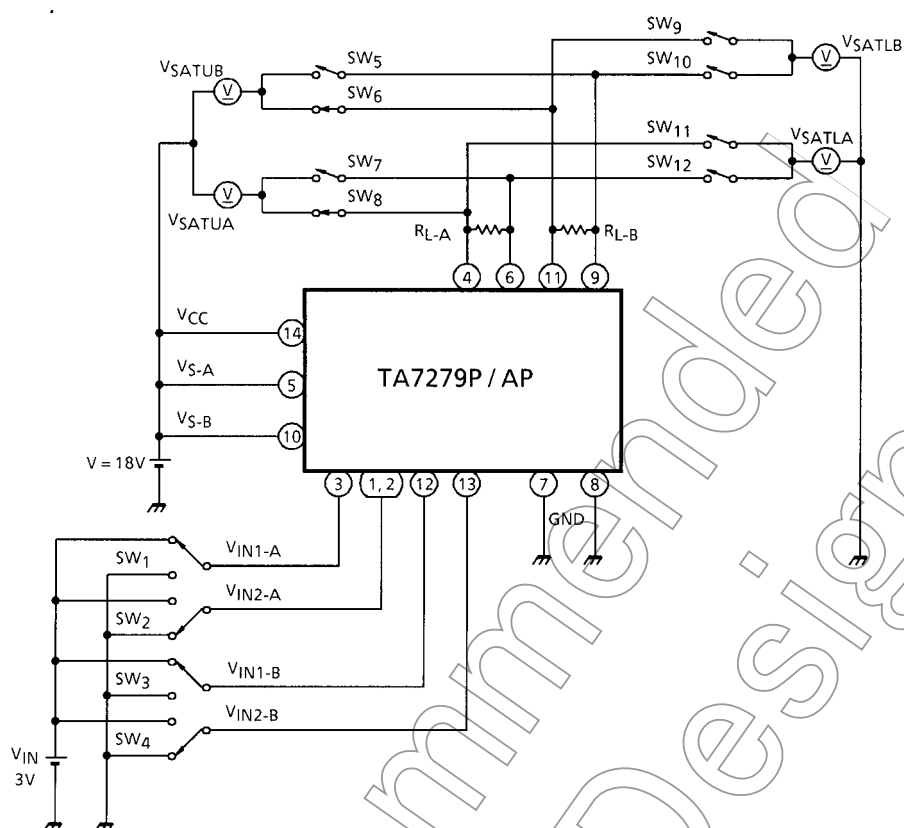 SW9
VSATLB
SW5
SW10
V
VSATUB
V
SW6
SW11
VSATLA
SW7
SW12
V
V
SW8
VSATUA
RL-A
RL-B
4
6
11
9
VCC
14
TA7279P / AP
VS-A
5
VS-B
10
V = 18V
3
1, 2
12
13
7
8
GND
VIN1-A
SW1
VIN2-A
SW2
VIN1-B
SW3
VIN2-B
SW4
VIN
3V
mmended
Design